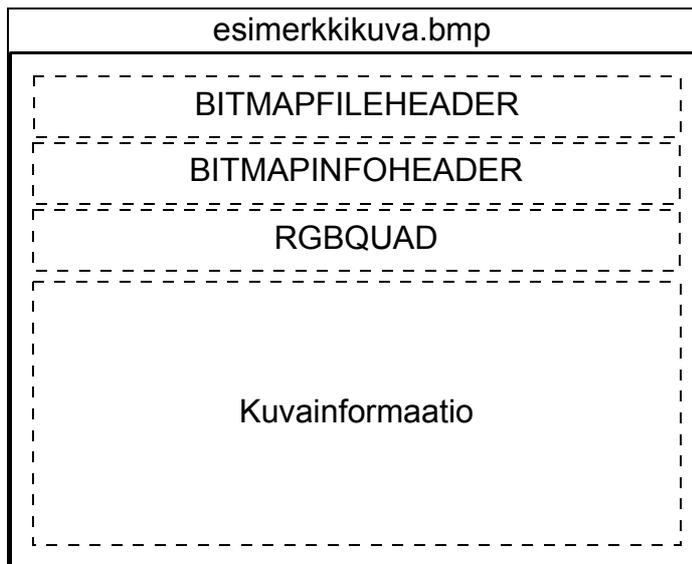 esimerkkikuva.bmp
BITMAPFILEHEADER
BITMAPINFOHEADER
RGBQUAD
Kuvainformaatio